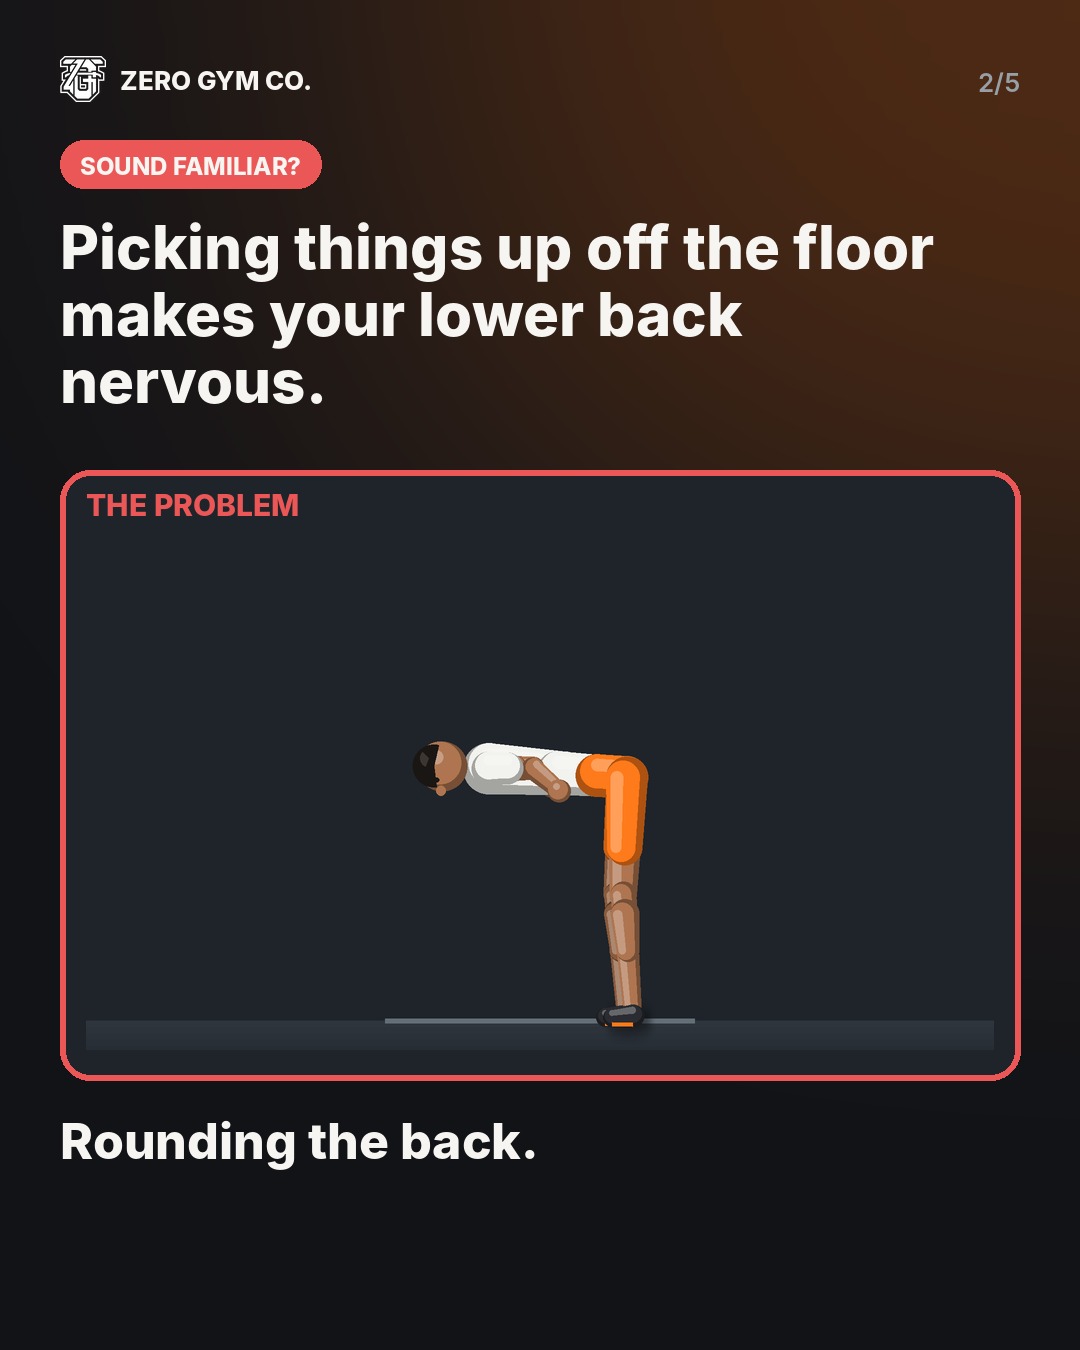 ZERO GYM CO.
2/5
SOUND FAMILIAR?
Picking things up off the floor
makes your lower back
nervous.
THE PROBLEM
Rounding the back.